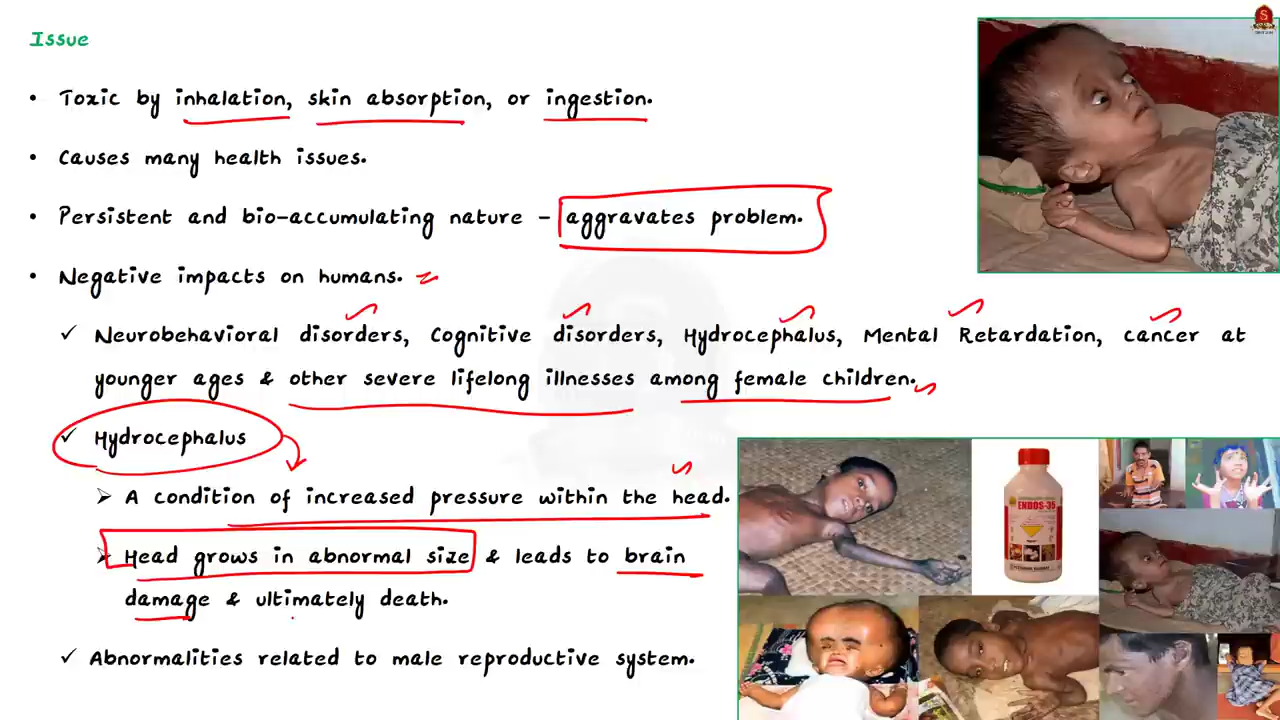 Issue
• Toxic by inhalation, skin absorption, or ingestion.
• Causes many health issues.
• Persistent and bio-accumulating nature - aggravates problem.
• Negative impacts on humans.
✓ Neurobehavioral disorders, Cognitive disorders, Hydrocephalus, Mental Retardation, cancer at
younger ages & other severe lifelong illnesses among female children.
✓ Hydrocephalus
➢ A condition of increased pressure within the head.
➢ Head grows in abnormal size & leads to brain
damage & ultimately death.
✓ Abnormalities related to male reproductive system.
ENDOS-35